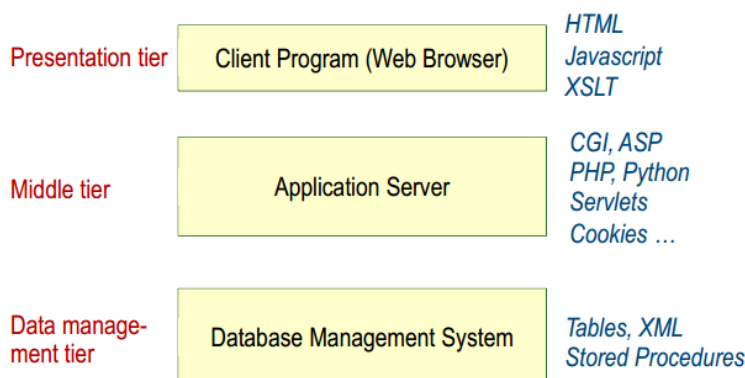 HTML
Presentation tier
Client Program (Web Browser)
Javascript
XSLT
CGI, ASP
PHP, Python
Middle tier
Application Server
Servlets
Cookies ...
Data manage-
ment tier
Database Management System
Tables, XML
Stored Procedures